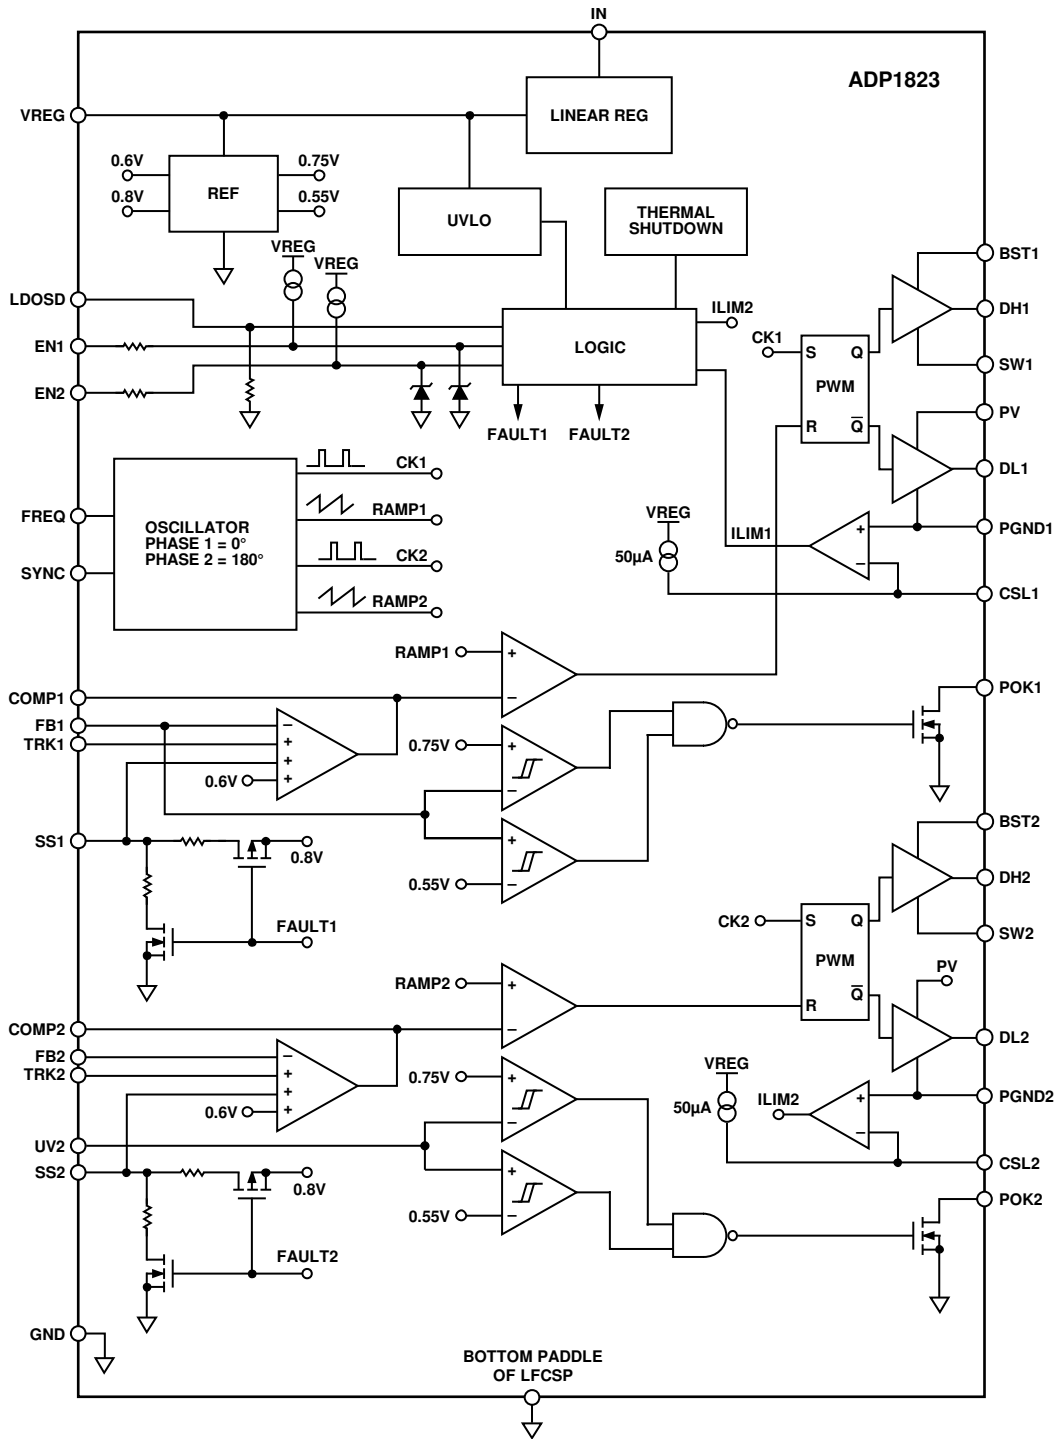 IN
ADP1823
VREG
LINEAR REG
0.6V
0.75V
REF
0.8V
0.55V
UVLO
THERMAL
SHUTDOWN
VREG
VREG
BST1
LDOSD
DH1
ILIM2
EN1
LOGIC
CK1
S
Q
SW1
PWM
EN2
PV
FAULT1
FAULT2
R
Q
CK1
DL1
FREQ
OSCILLATOR
PHASE 1 = 0°
PHASE 2 = 180°
RAMP1
VREG
ILIM1
+
PGND1
CK2
50µA
SYNC
−
CSL1
RAMP2
RAMP1
+
COMP1
−
POK1
FB1
−
TRK1
+
0.75V
+
+
0.6V
+
−
SS1
+
BST2
0.8V
0.55V
−
DH2
FAULT1
CK2
S
Q
SW2
PWM
PV
RAMP2
+
R
Q
COMP2
−
DL2
FB2
−
TRK2
+
0.75V
+
VREG
+
50µA
ILIM2
+
PGND2
0.6V
+
−
−
UV2
+
CSL2
SS2
0.8V
POK2
0.55V
−
FAULT2
GND
BOTTOM PADDLE
OF LFCSP